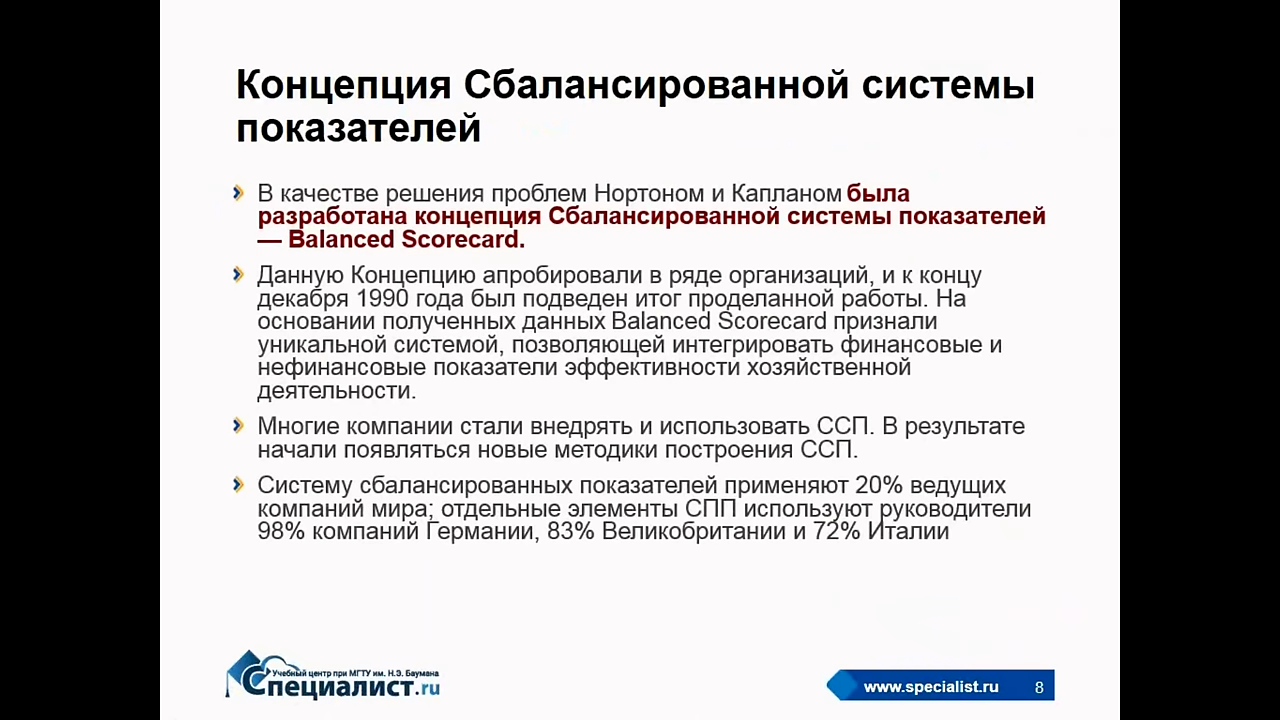 Концепция Сбалансированной системы
показателей
В качестве решения проблем Нортоном и Капланом была
разработана концепция Сбалансированной системы показателей
— Balanced Scorecard.
Данную Концепцию апробировали в ряде организаций, и к концу
декабря 1990 года был подведен итог проделанной работы. На
основании полученных данных Balanced Scorecard признали
уникальной системой, позволяющей интегрировать финансовые и
нефинансовые показатели эффективности хозяйственной
деятельности.
Многие компании стали внедрять и использовать ССП. В результате
начали появляться новые методики построения ССП.
Систему сбалансированных показателей применяют 20% ведущих
компаний мира; отдельные элементы СПП используют руководители
98% компаний Германии, 83% Великобритании и 72% Италии
Учебный центр при МГТУ им. Н.Э. Баумана
Специалист.ru
www.specialist.ru 8